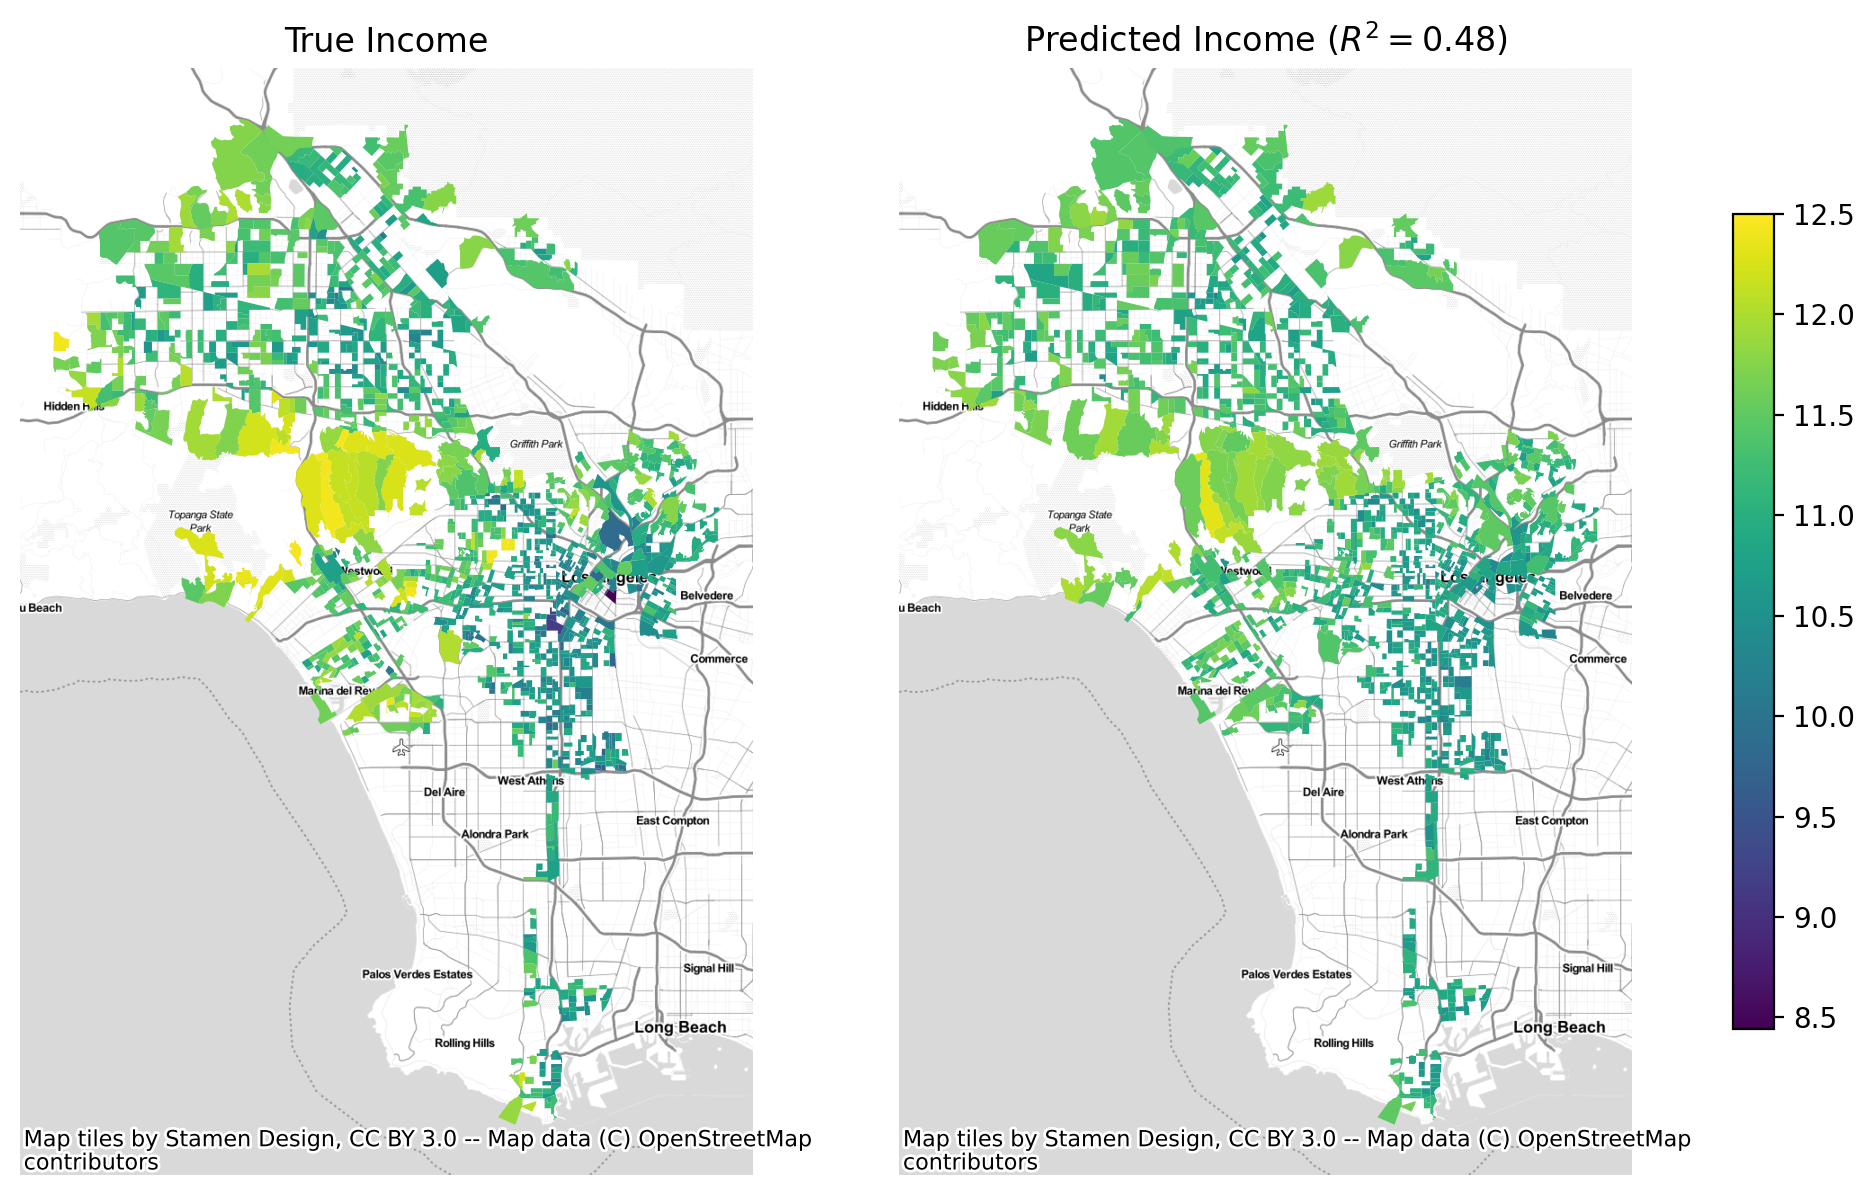 True Income
Hidden Hills
Griffith Park
Topanga State
Park
Westwood
Los Angeles
Belvedere
u Beach
Commerce
Marina del Rey
West Athens
Del Aire
East Compton
Alondra Park
Palos Verdes Estates
Signal Hill
Long Beach
Rolling Hills
Map tiles by Stamen Design, CC BY 3.0 -- Map data (C) OpenStreetMap
contributors
Predicted Income (R² = 0.48)
Hidden Hills
Griffith Park
Topanga State
Park
Westwood
Los Angeles
Belvedere
u Beach
Commerce
Marina del Rey
West Athens
Del Aire
East Compton
Alondra Park
Palos Verdes Estates
Signal Hill
Long Beach
Rolling Hills
Map tiles by Stamen Design, CC BY 3.0 -- Map data (C) OpenStreetMap
contributors
12.5
12.0
11.5
11.0
10.5
10.0
9.5
9.0
8.5